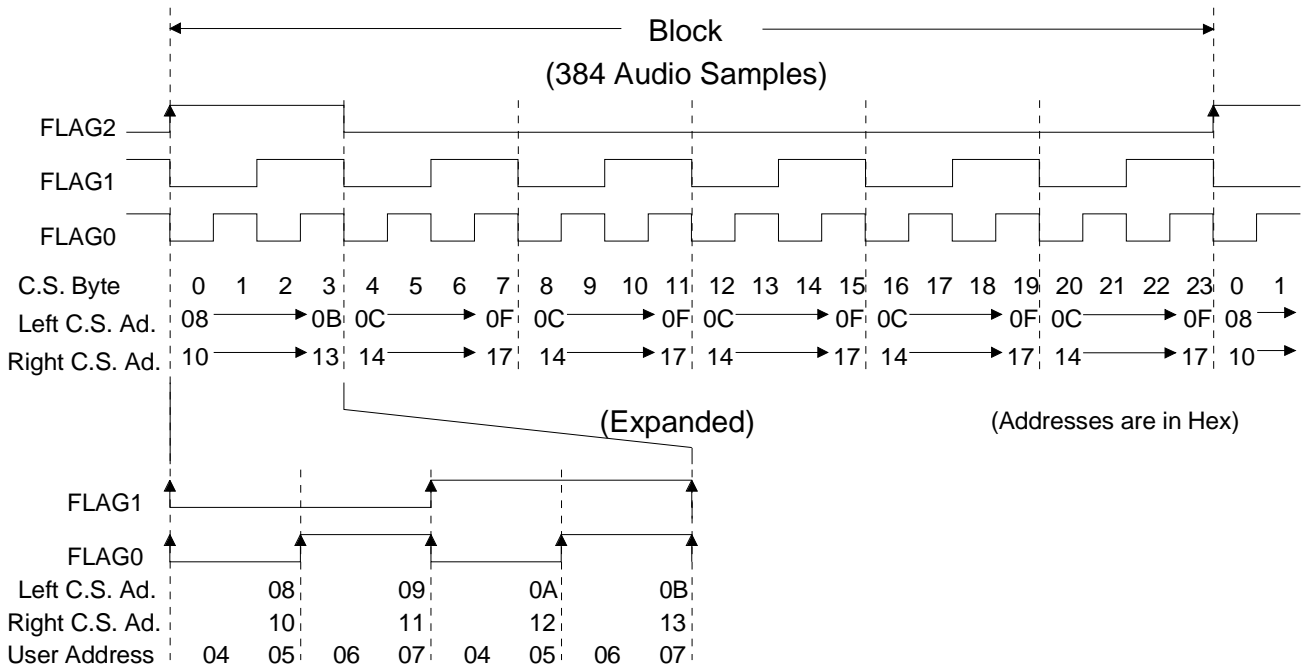 Block
(384 Audio Samples)
FLAG2
FLAG1
FLAG0
C.S. Byte 0 1 2 3 4 5 6 7 8 9 10 11 12 13 14 15 16 17 18 19 20 21 22 23 0 1
Left C.S. Ad. 08 0B 0C 0F 0C 0F 0C 0F 0C 0F 0C 0F 08
Right C.S. Ad. 10 13 14 17 14 17 14 17 14 17 14 17 10
(Expanded) (Addresses are in Hex)
FLAG1
FLAG0
Left C.S. Ad. 08 09 0A 0B
Right C.S. Ad. 10 11 12 13
User Address 04 05 06 07 04 05 06 07